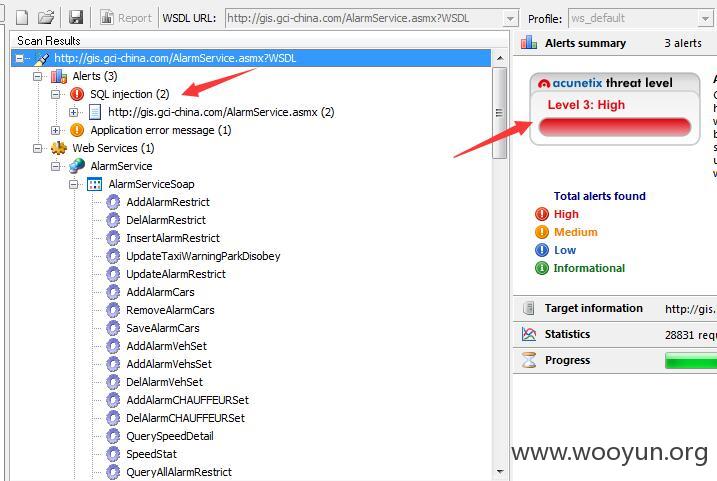 Report WSDL URL: http://gis.gci-china.com/AlarmService.asmx?WSDL Profile: ws_default
Scan Results
http://gis.gci-china.com/AlarmService.asmx?WSDL
Alerts (3)
SQL injection (2)
http://gis.gci-china.com/AlarmService.asmx (2)
Application error message (1)
Web Services (1)
AlarmService
AlarmServiceSoap
AddAlarmRestrict
DelAlarmRestrict
InsertAlarmRestrict
UpdateTaxiWarningParkDisobey
UpdateAlarmRestrict
AddAlarmCars
RemoveAlarmCars
SaveAlarmCars
AddAlarmVehSet
AddAlarmVehsSet
DelAlarmVehSet
AddAlarmCHAUFFEURSet
DelAlarmCHAUFFEURSet
QuerySpeedDetail
SpeedStat
QueryAllAlarmRestrict
Alerts summary 3 alerts
acunetix threat level
Level 3: High
Total alerts found
High
Medium
Low
Informational
Target information http://gis.
Statistics 28831 requ
Progress
www.wooyun.org